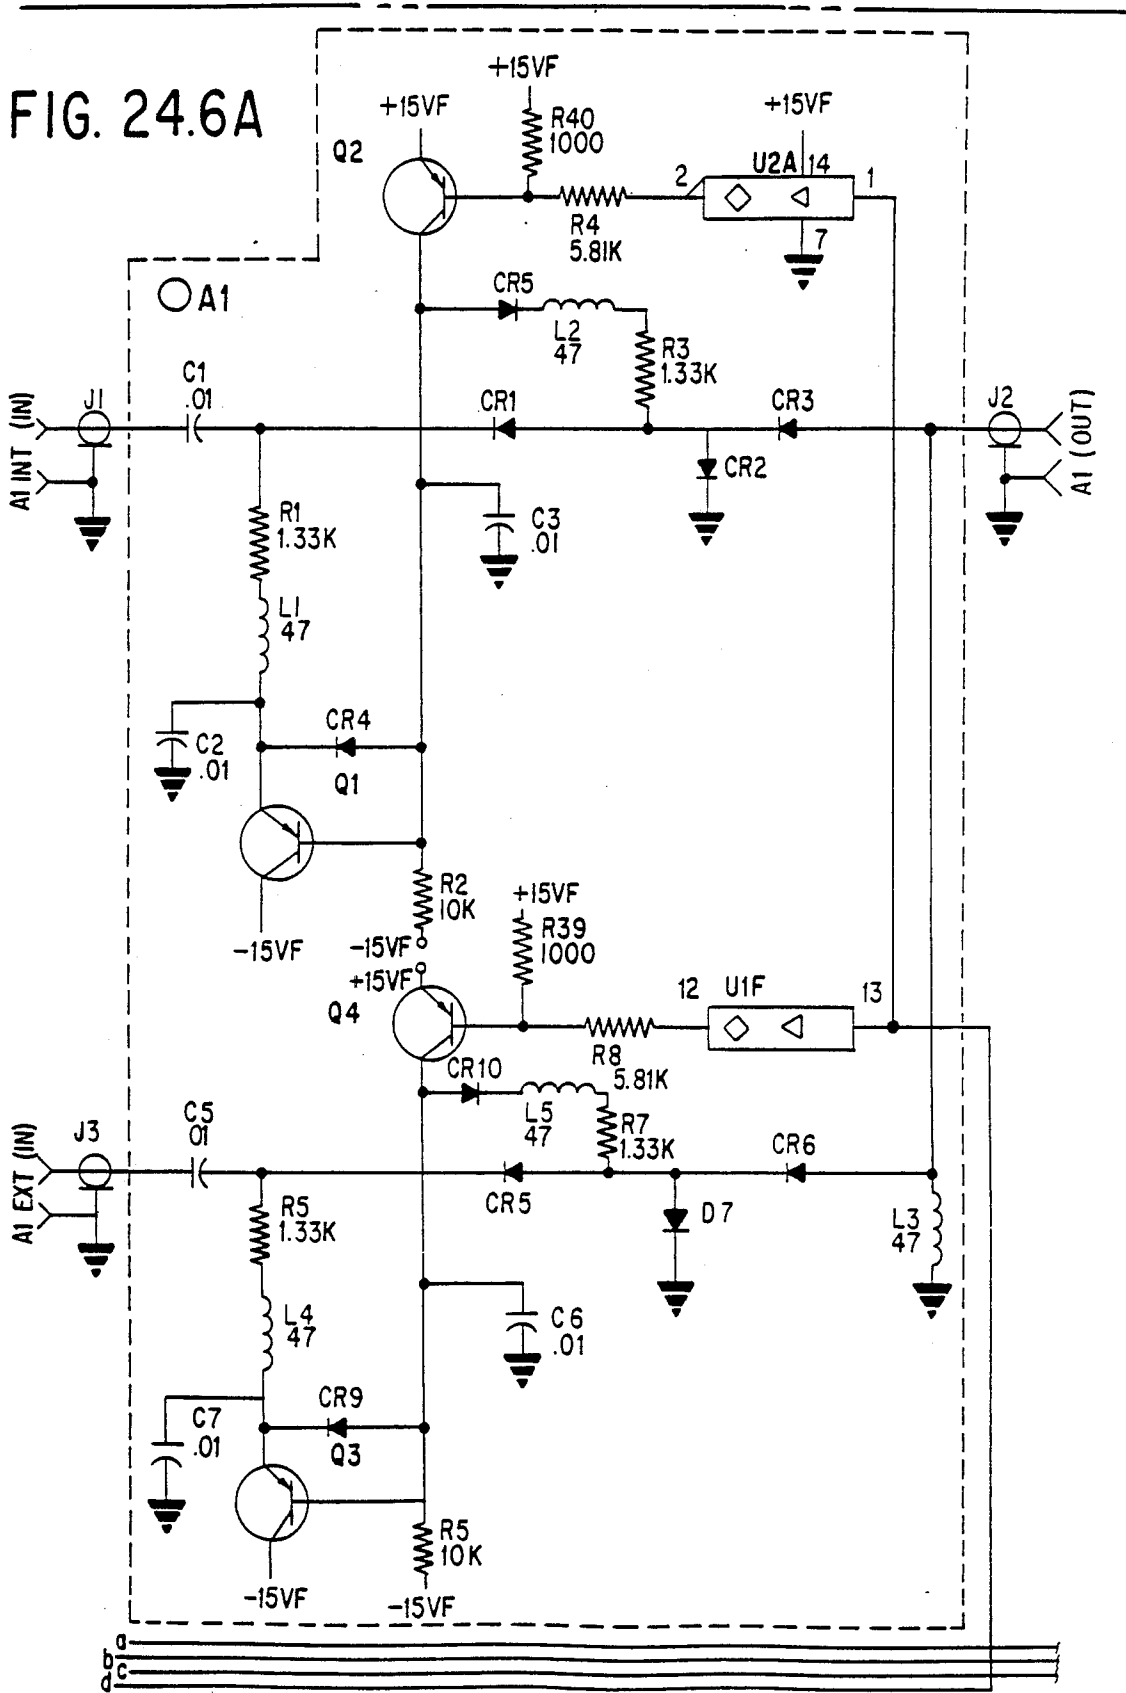 FIG. 24.6A
+15VF
+15VF
+15VF
Q2
R40
1000
U2A 14
2
1
R4
5.81K
7
A1
CR5
L2
47
R3
1.33K
C1
.01
J1
CR1
CR3
J2
A1 INT (IN)
A1 (OUT)
CR2
R1
1.33K
C3
.01
L1
47
CR4
C2
.01
Q1
R2
10K
+15VF
-15VF
-15VF
R39
1000
+15VF
Q4
12
U1F
13
R8
5.81K
CR10
L5
47
R7
1.33K
C5
01
J3
CR6
A1 EXT (IN)
CR5
R5
1.33K
D7
L3
47
L4
47
C6
.01
CR9
C7
.01
Q3
R5
10K
-15VF
-15VF
a
b
c
d